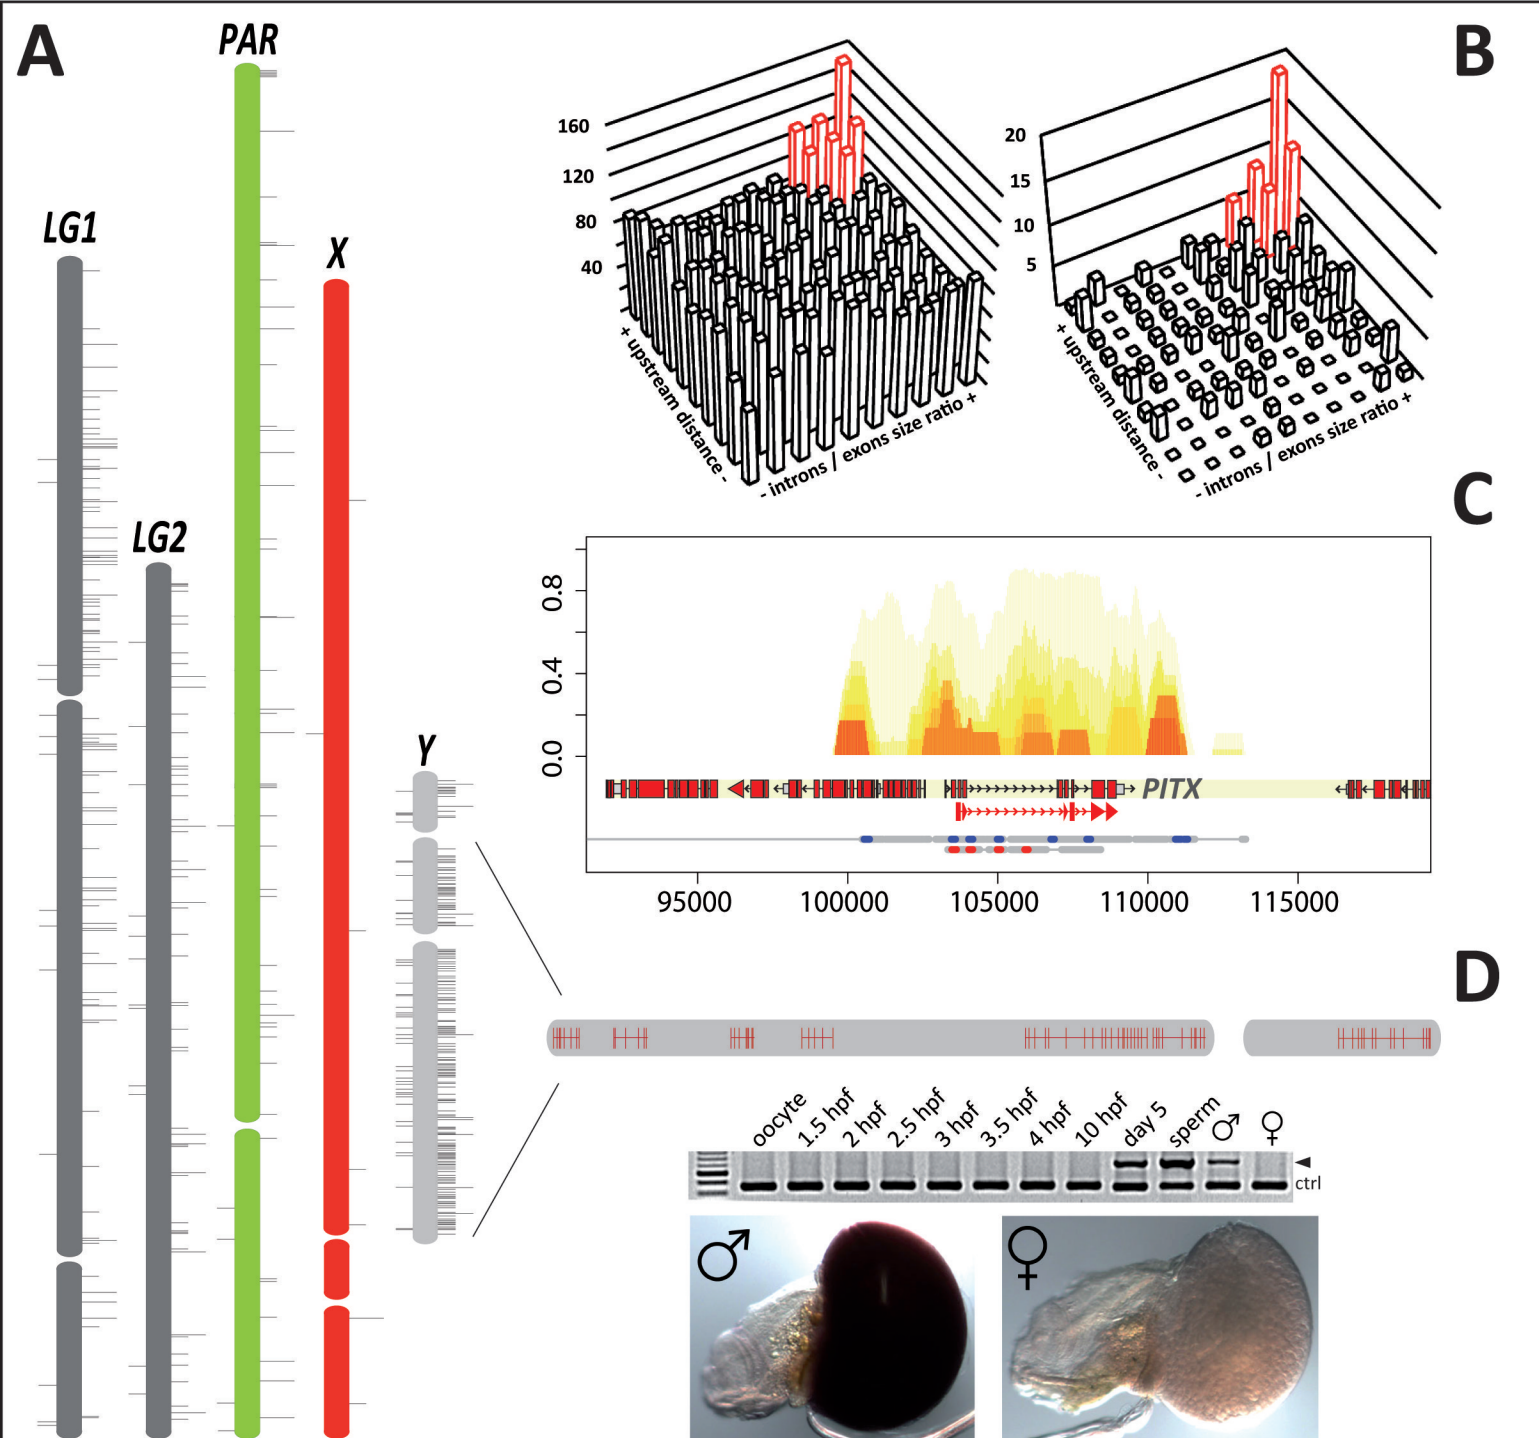 A
PAR
LG1
X
LG2
Y
B
160
120
80
40
+ upstream distance -
- introns / exons size ratio +
20
15
10
5
+ upstream distance -
- introns / exons size ratio +
C
0.8
0.4
0.0
PITX
95000 100000 105000 110000 115000
D
oocyte 1.5 hpf 2 hpf 2.5 hpf 3 hpf 3.5 hpf 4 hpf 10 hpf day 5 sperm ♂ ♀
ctrl
♂ ♀